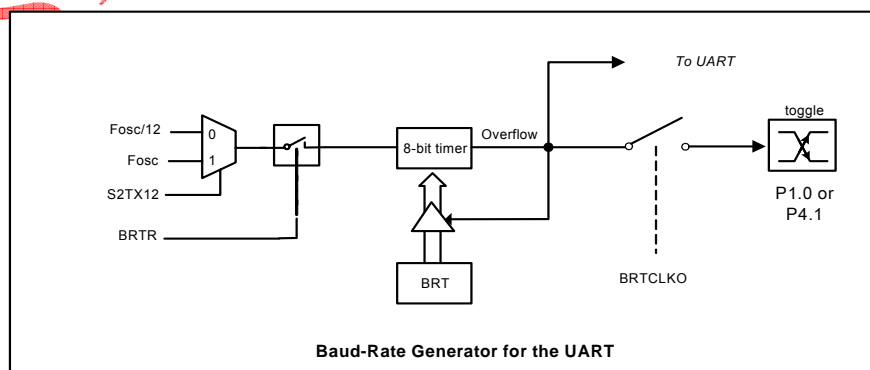 To UART
toggle
Fosc/12
0
Overflow
8-bit timer
Fosc
1
S2TX12
P1.0 or
P4.1
BRTR
BRT
BRTCLKO
Baud-Rate Generator for the UART